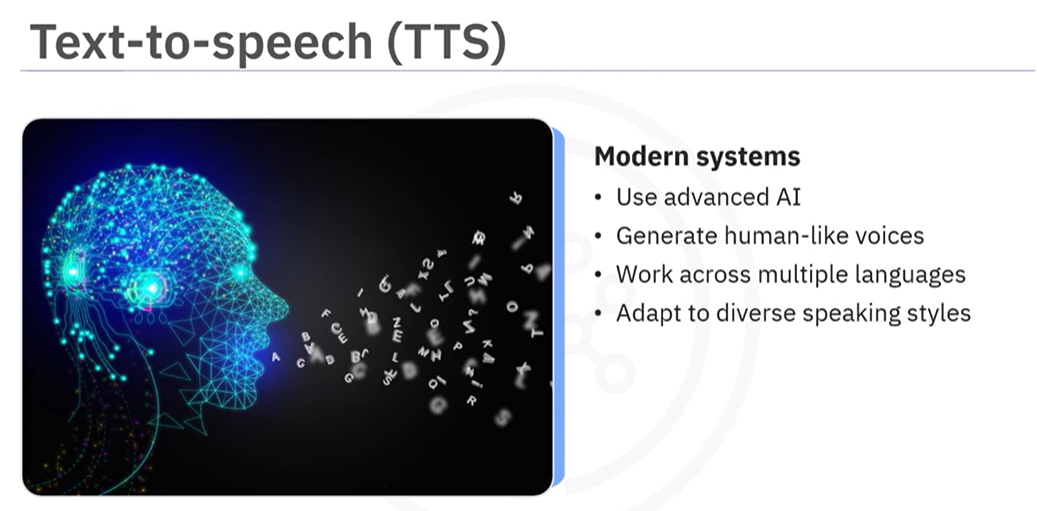 Text-to-speech (TTS)
Modern systems
• Use advanced AI
• Generate human-like voices
• Work across multiple languages
• Adapt to diverse speaking styles